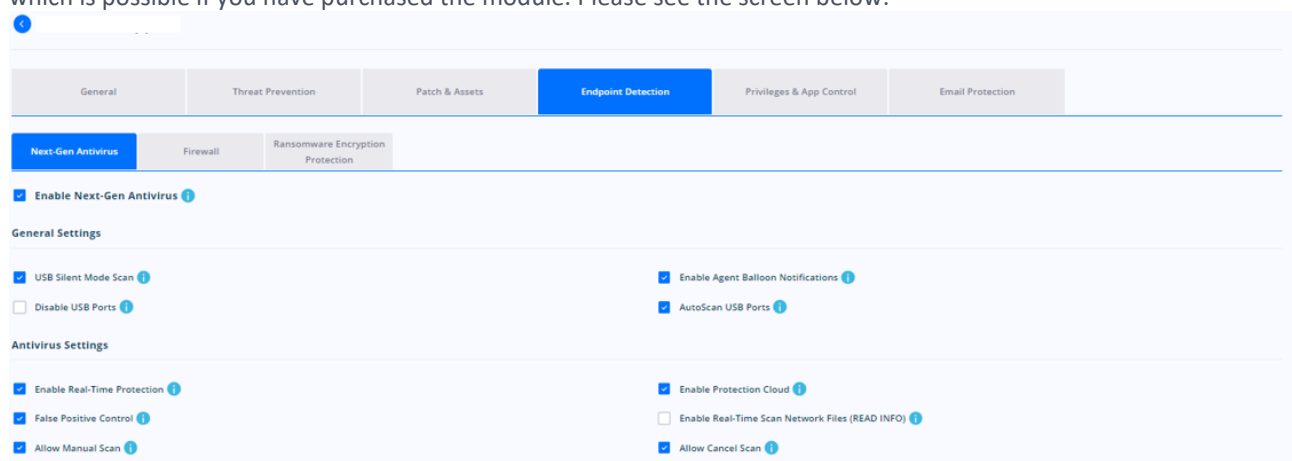 which is possible if you have purchased the module. Please see the screen below.
General Threat Prevention Patch & Assets Endpoint Detection Privileges & App Control Email Protection
Next-Gen Antivirus Firewall Ransomware Encryption
Protection
Enable Next-Gen Antivirus
General Settings
USB Silent Mode Scan Enable Agent Balloon Notifications
Disable USB Ports AutoScan USB Ports
Antivirus Settings
Enable Real-Time Protection Enable Protection Cloud
False Positive Control Enable Real-Time Scan Network Files (READ INFO)
Allow Manual Scan Allow Cancel Scan